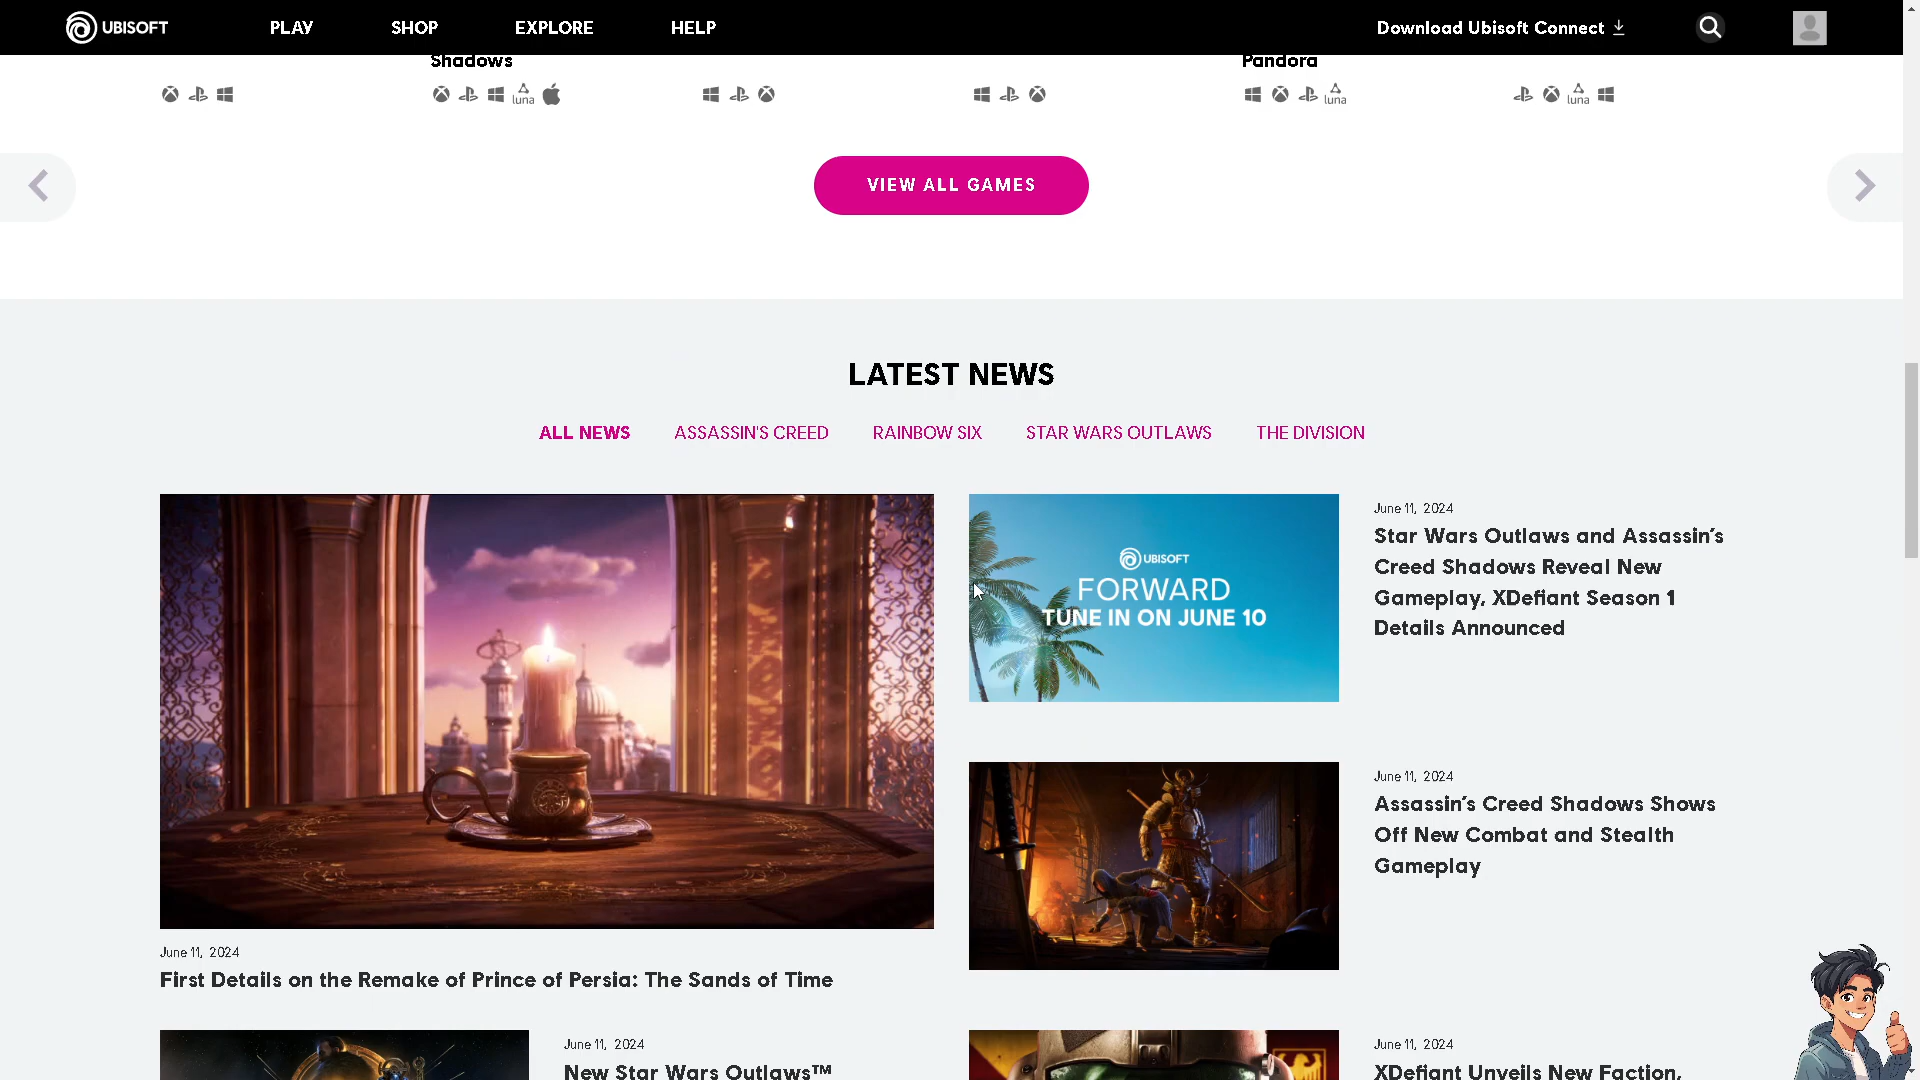 UBISOFT PLAY SHOP EXPLORE HELP Download Ubisoft Connect
Shadows Pandora
luna luna luna
VIEW ALL GAMES
LATEST NEWS
ALL NEWS ASSASSIN'S CREED RAINBOW SIX STAR WARS OUTLAWS THE DIVISION
UBISOFT
FORWARD
TUNE IN ON JUNE 10
June 11, 2024
Star Wars Outlaws and Assassin's
Creed Shadows Reveal New
Gameplay, XDefiant Season 1
Details Announced
June 11, 2024
Assassin's Creed Shadows Shows
Off New Combat and Stealth
Gameplay
June 11, 2024
First Details on the Remake of Prince of Persia: The Sands of Time
June 11, 2024
New Star Wars Outlaws™
June 11, 2024
XDefiant Unveils New Faction,